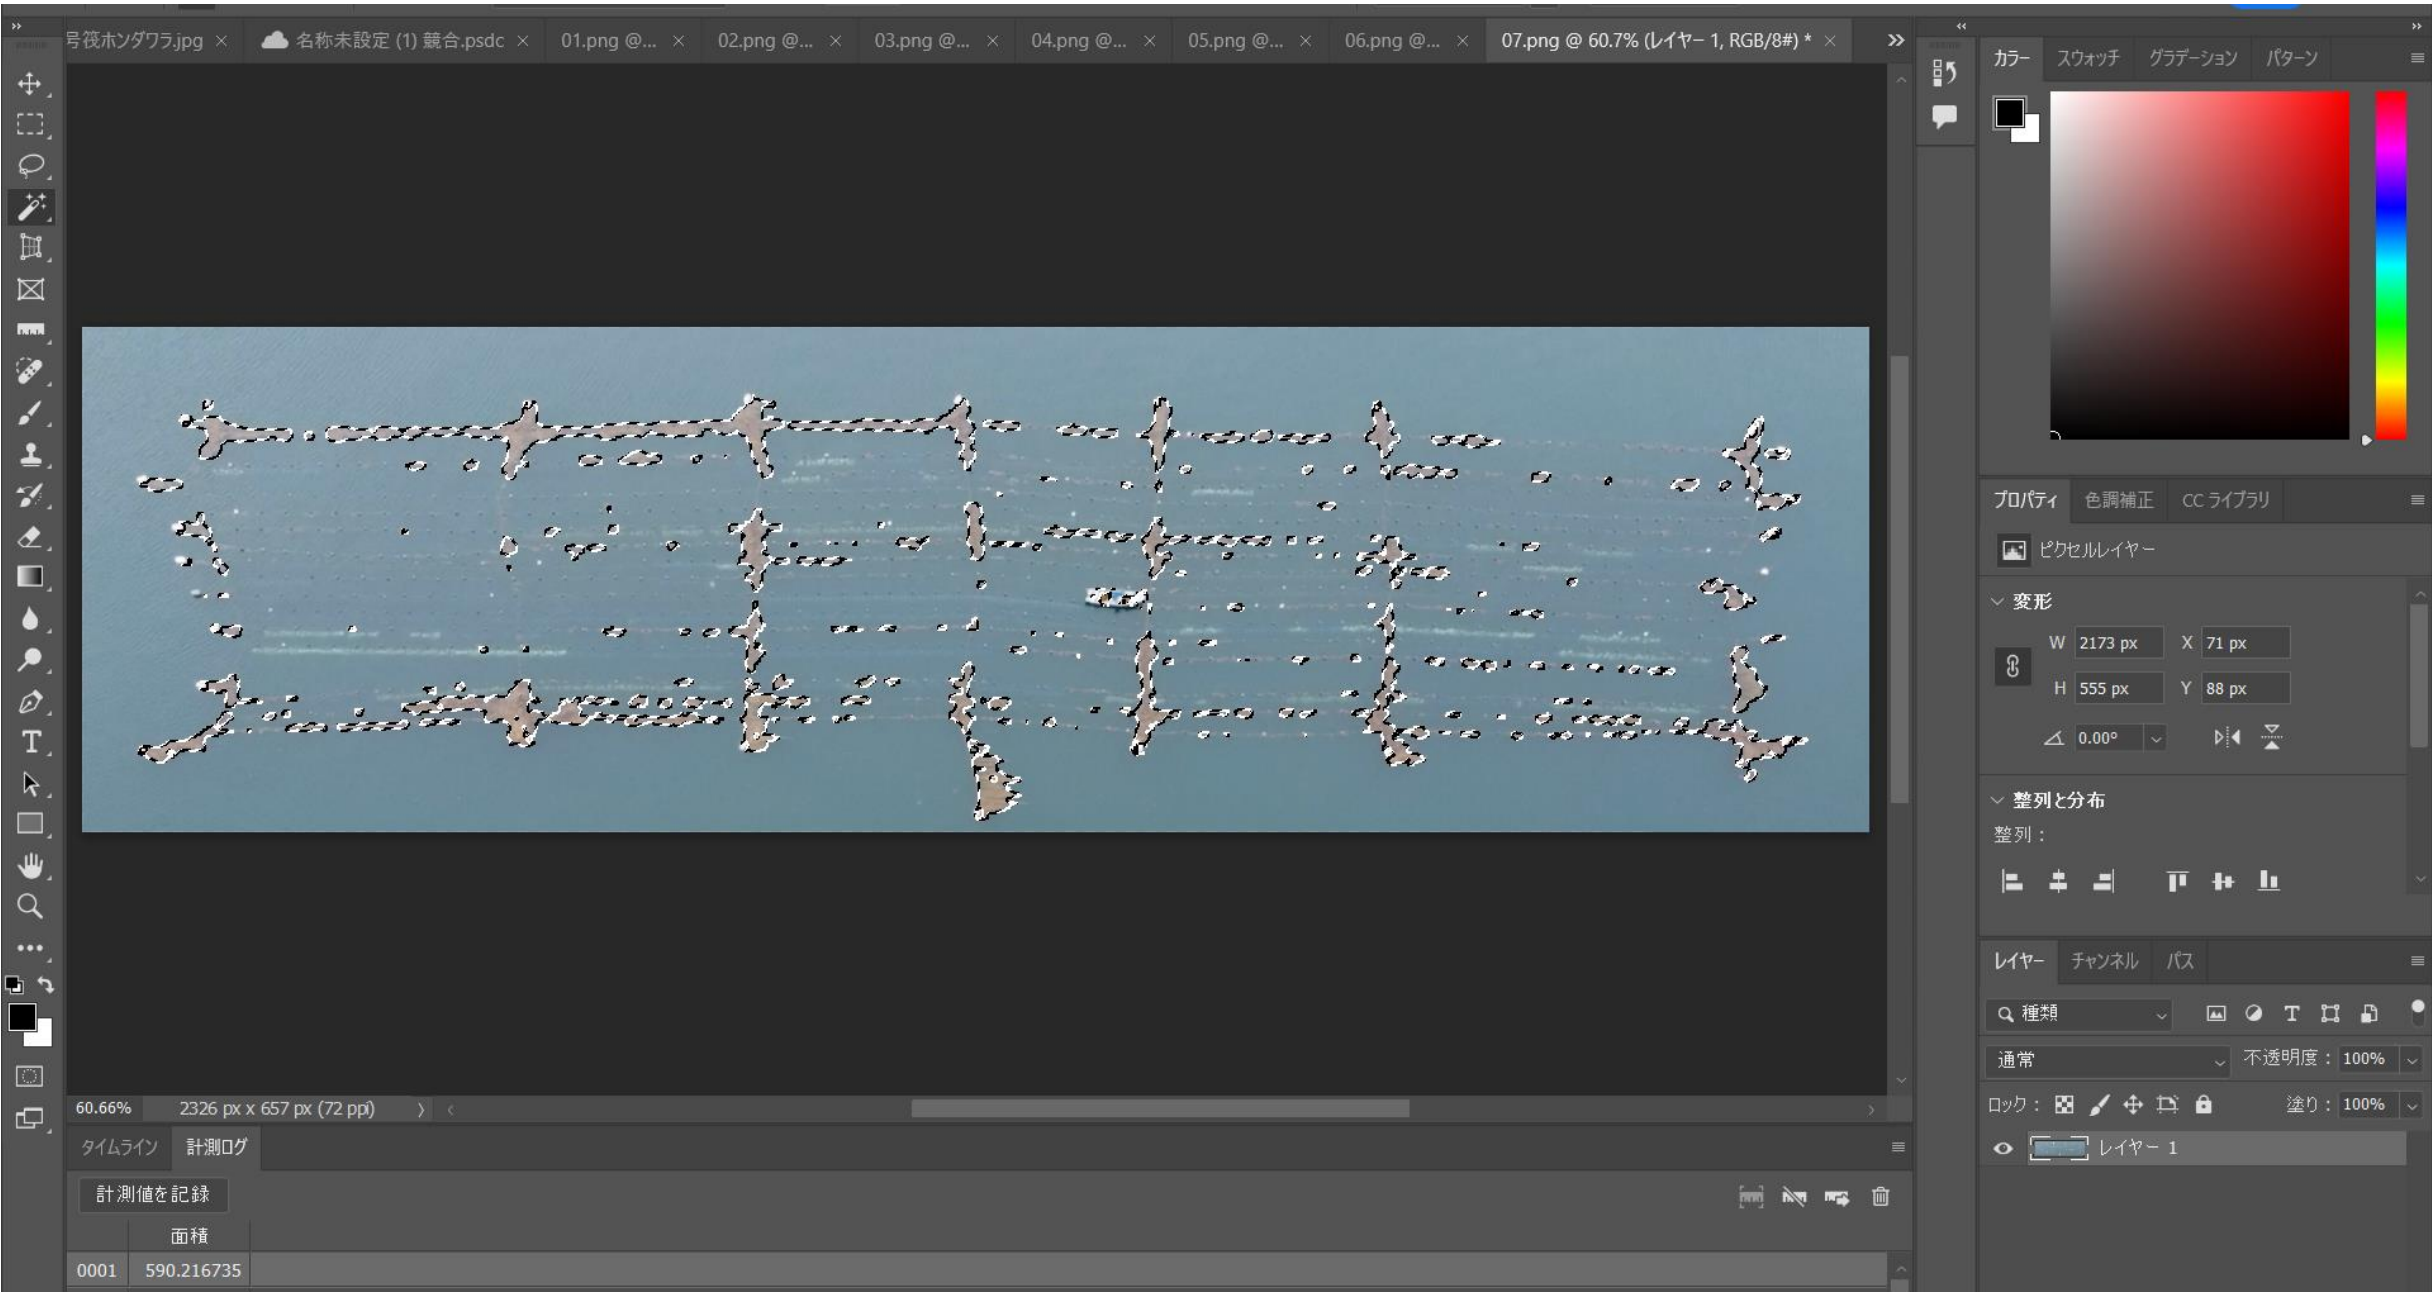 号筏ホンダワラ.jpg × 名称未設定 (1) 競合.psdc × 01.png @... × 02.png @... × 03.png @... × 04.png @... × 05.png @... × 06.png @... × 07.png @ 60.7% (レイヤー 1, RGB/8#) * ×
カラー スウォッチ グラデーション パターン
プロパティ 色調補正 CC ライブラリ
ピクセルレイヤー
変形
W 2173 px X 71 px
H 555 px Y 88 px
0.00°
整列と分布
整列：
レイヤー チャンネル パス
種類
通常 不透明度： 100%
ロック： 塗り： 100%
レイヤー 1
60.66% 2326 px x 657 px (72 ppi)
タイムライン 計測ログ
計測値を記録
面積
0001 590.216735